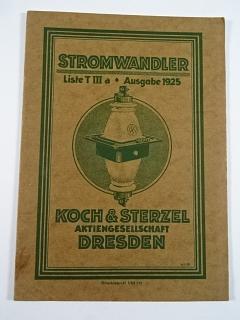 STROMWANDLER
Liste T III a • Ausgabe 1925
KOCH & STERZEL
AKTIENGESELLSCHAFT
DRESDEN